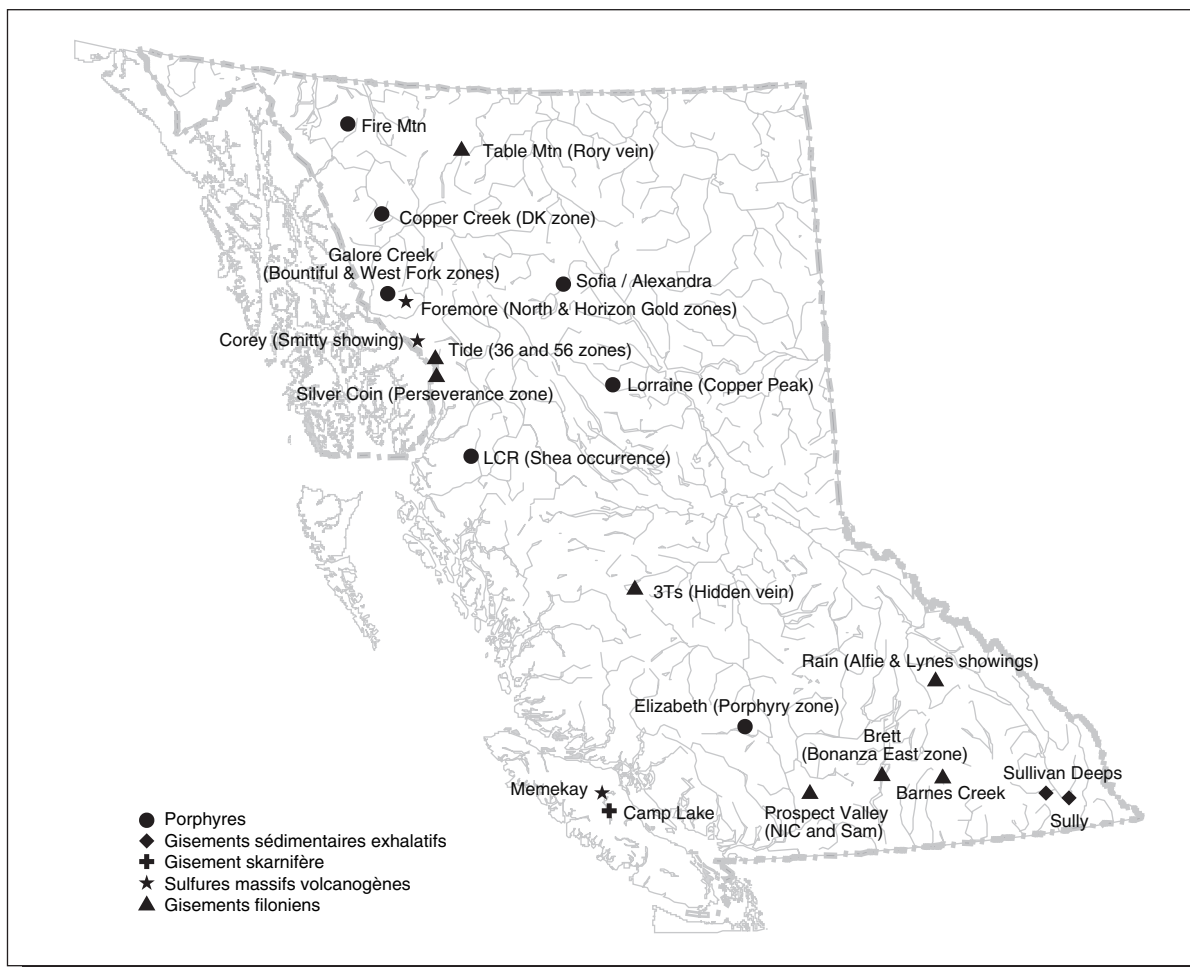 Fire Mtn
Table Mtn (Rory vein)
Copper Creek (DK zone)
Galore Creek
(Bountiful & West Fork zones)
Sofia / Alexandra
Foremore (North & Horizon Gold zones)
Corey (Smitty showing)
Tide (36 and 56 zones)
Silver Coin (Perseverance zone)
Lorraine (Copper Peak)
LCR (Shea occurrence)
3Ts (Hidden vein)
Rain (Alfie & Lynes showings)
Elizabeth (Porphyry zone)
Brett
(Bonanza East zone)
Sullivan Deeps
Barnes Creek
Memekay
Camp Lake
Prospect Valley
(NIC and Sam)
Sully
Porphyres
Gisements sédimentaires exhalatifs
Gisement skarnifère
Sulfures massifs volcanogènes
Gisements filoniens